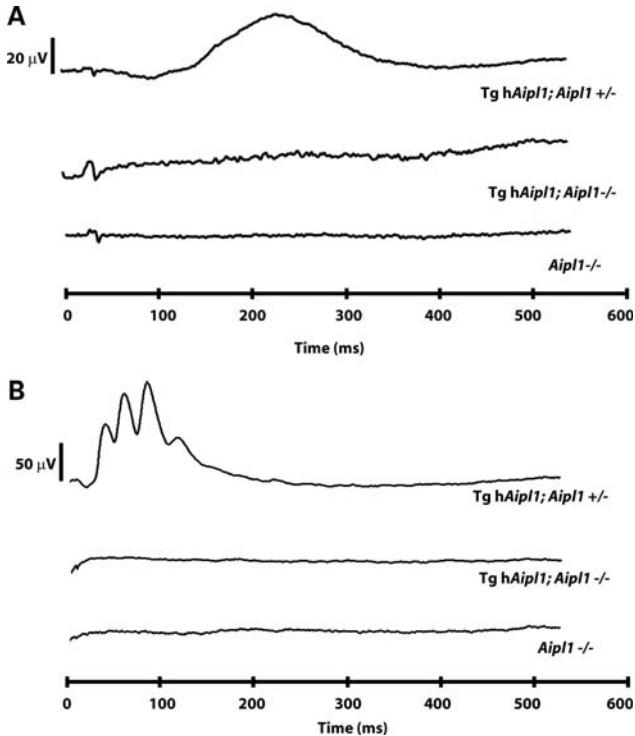 A
20 µV
Tg hAipl1; Aipl1 +/-
Tg hAipl1; Aipl1-/-
Aipl1-/-
0 100 200 300 400 500 600
Time (ms)
B
50 µV
Tg hAipl1; Aipl1 +/-
Tg hAipl1; Aipl1 -/-
Aipl1 -/-
0 100 200 300 400 500 600
Time (ms)